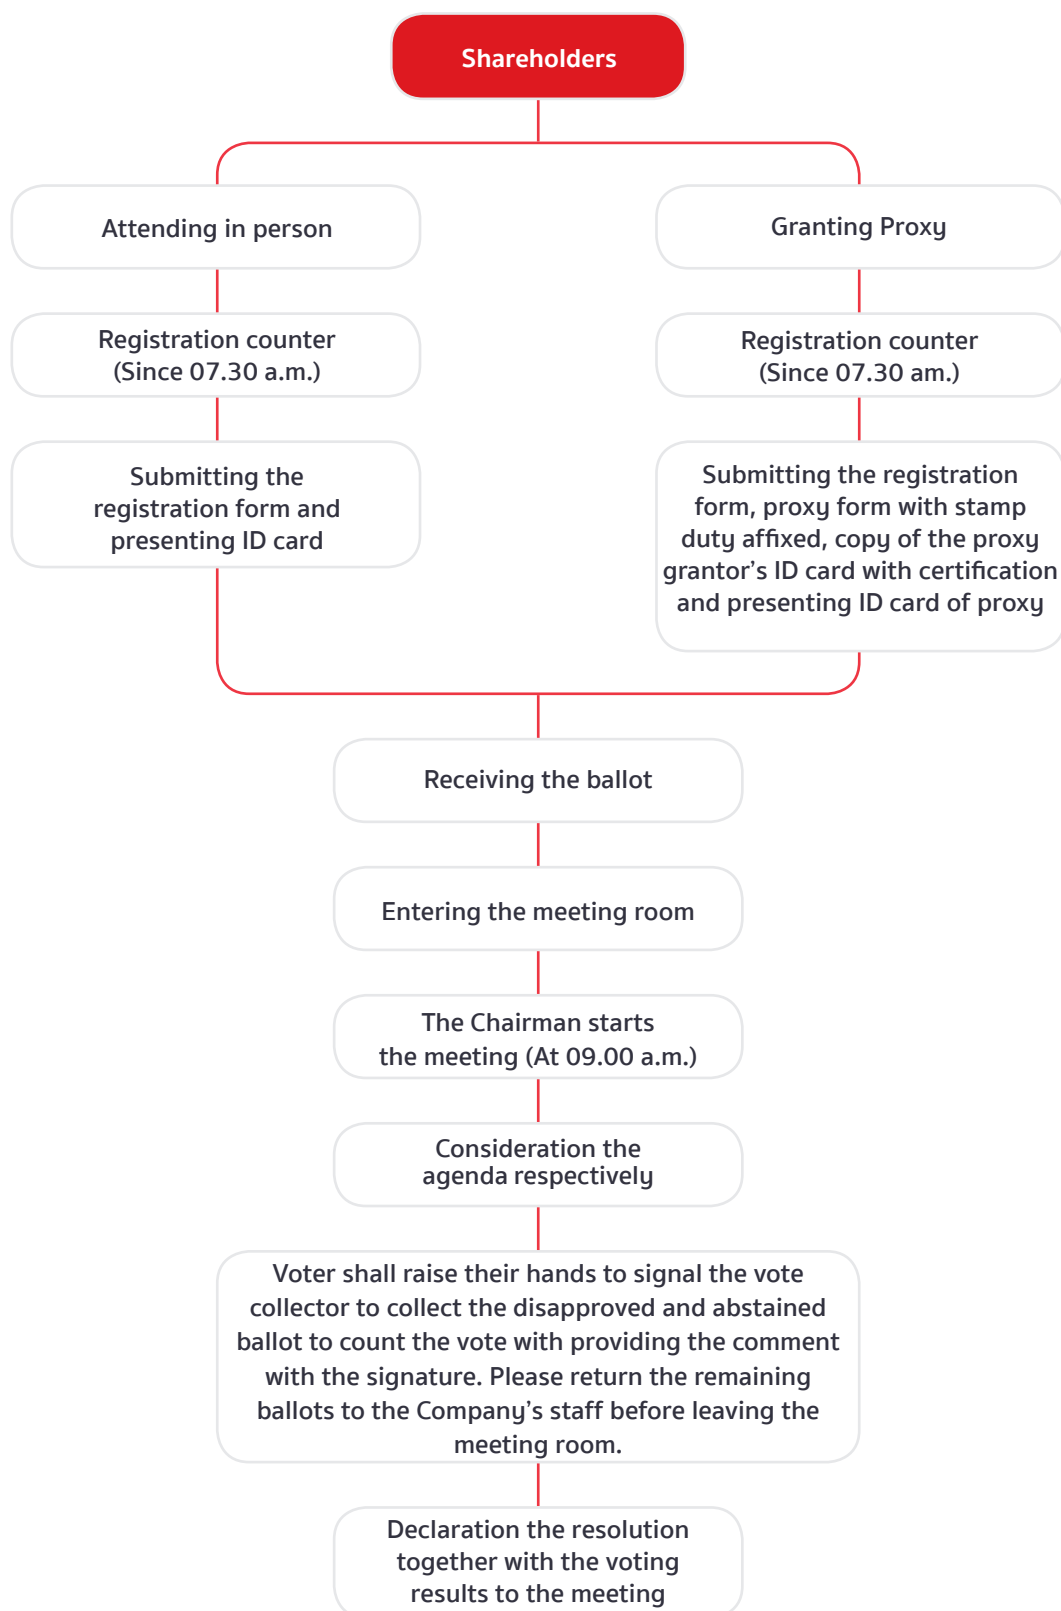 Shareholders
Attending in person
Granting Proxy
Registration counter
(Since 07.30 a.m.)
Registration counter
(Since 07.30 am.)
Submitting the
registration form and
presenting ID card
Submitting the registration
form, proxy form with stamp
duty affixed, copy of the proxy
grantor's ID card with certification
and presenting ID card of proxy
Receiving the ballot
Entering the meeting room
The Chairman starts
the meeting (At 09.00 a.m.)
Consideration the
agenda respectively
Voter shall raise their hands to signal the vote
collector to collect the disapproved and abstained
ballot to count the vote with providing the comment
with the signature. Please return the remaining
ballots to the Company's staff before leaving the
meeting room.
Declaration the resolution
together with the voting
results to the meeting